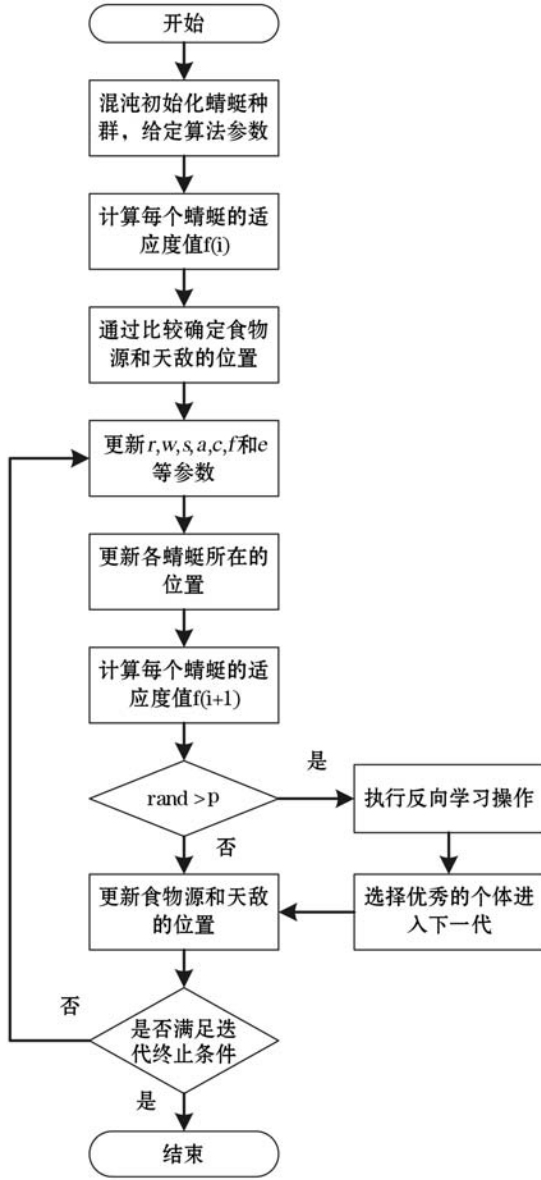 开始
混沌初始化蜻蜓种
群，给定算法参数
计算每个蜻蜓的适
应度值f(i)
通过比较确定食物
源和天敌的位置
更新r,w,s,a,c,f和e
等参数
更新各蜻蜓所在的
位置
计算每个蜻蜓的适
应度值f(i+1)
rand >p
是
执行反向学习操作
否
更新食物源和天敌
的位置
选择优秀的个体进
入下一代
否
是否满足迭
代终止条件
是
结束